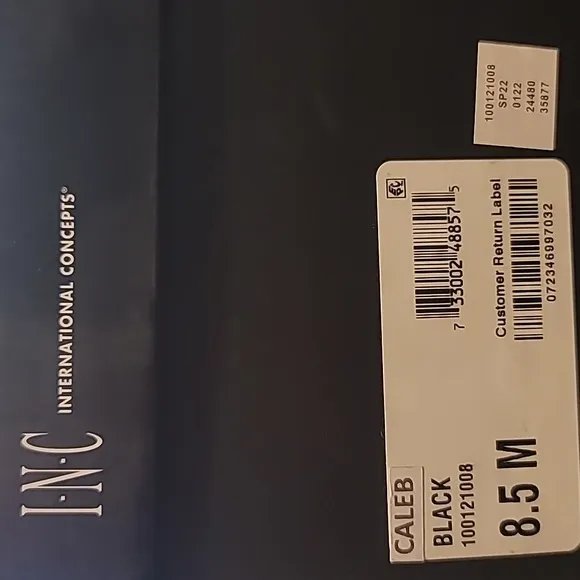 I·N·C INTERNATIONAL CONCEPTS®
100121008
SP22
0122
24480
35877
CALEB
BLACK
100121008
8.5 M
7 33002 48857 5
Customer Return Label
072346997032